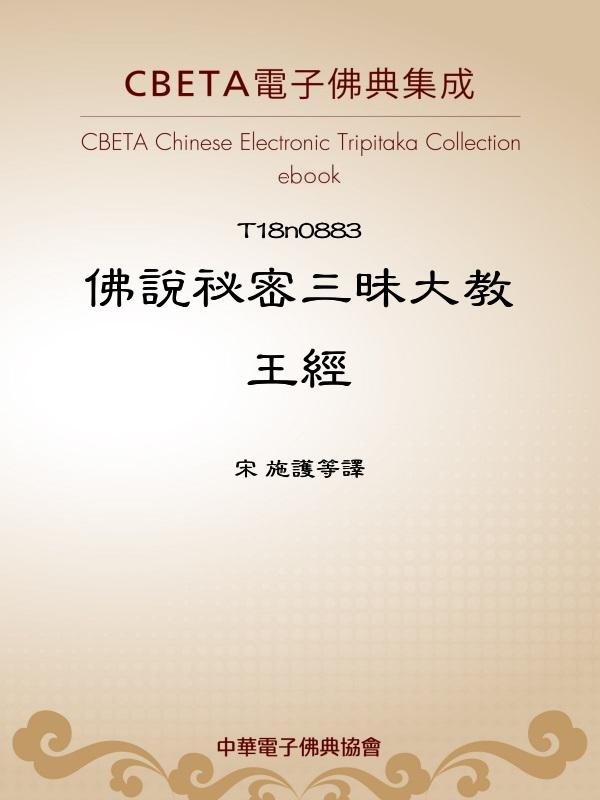 CBETA電子佛典集成
CBETA Chinese Electronic Tripitaka Collection
ebook
T18n0883
佛說祕密三昧大教
王經
宋 施護等譯
中華電子佛典協會